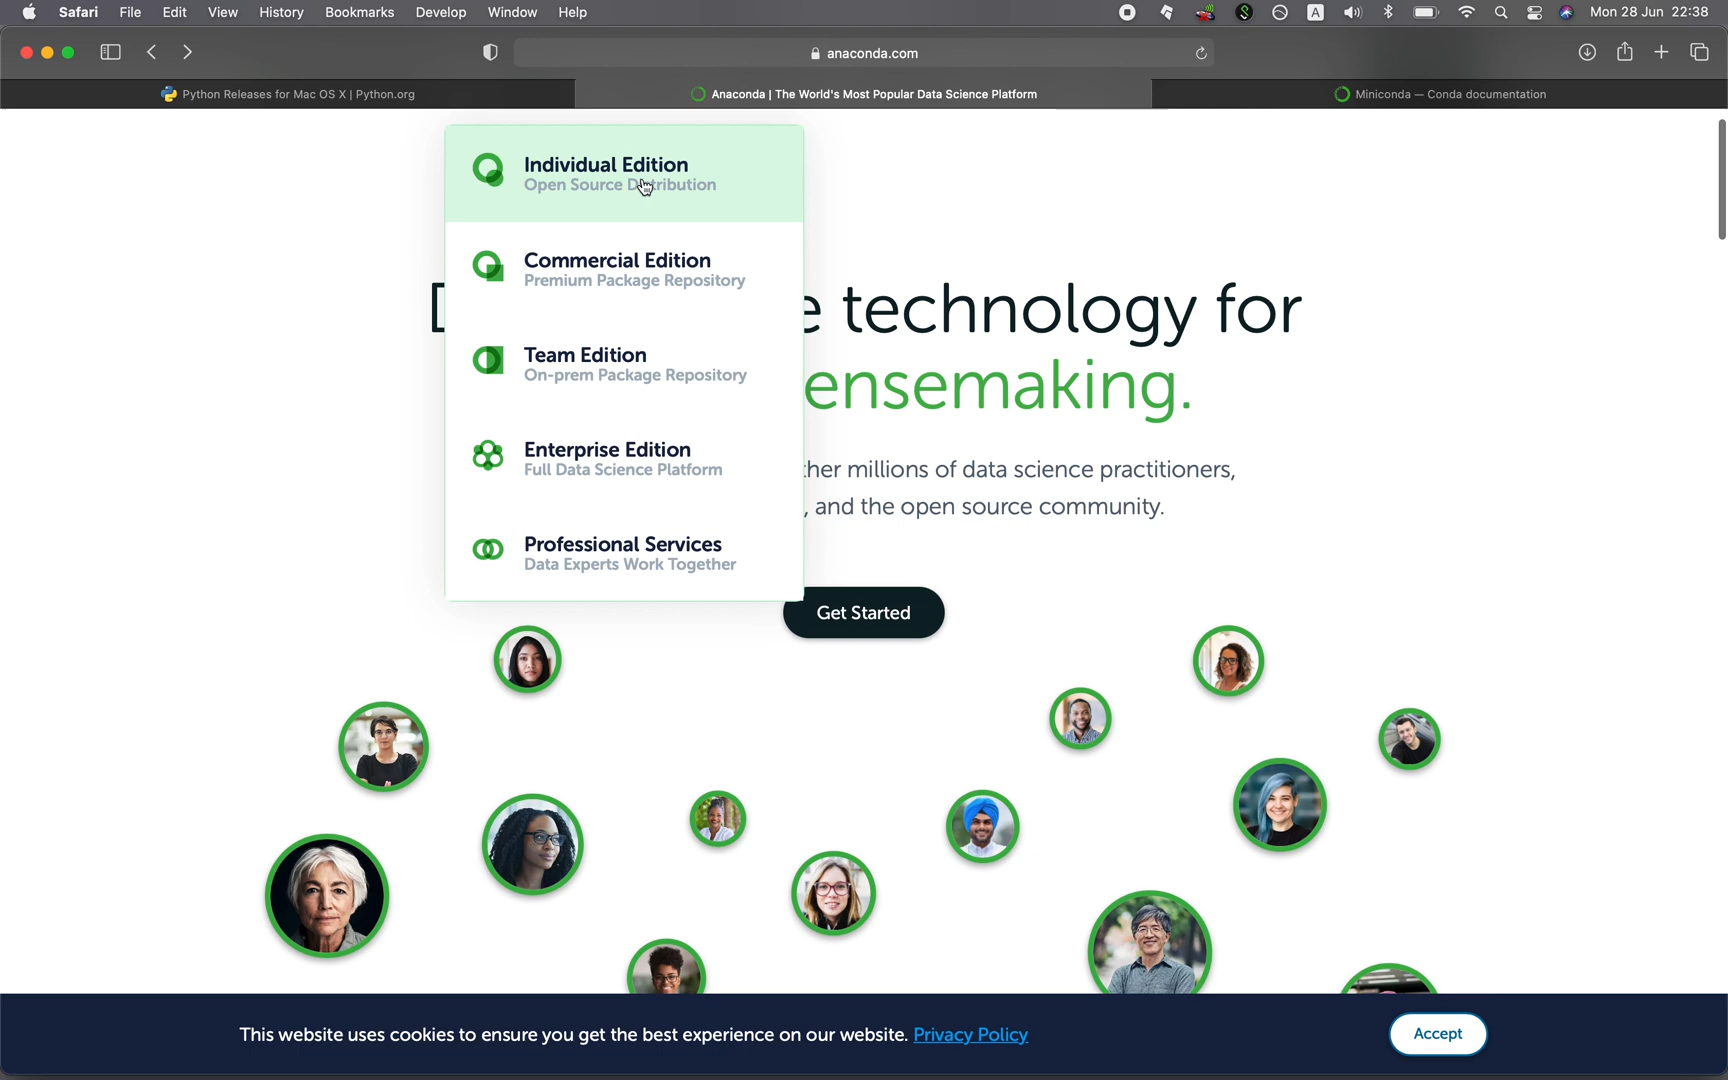 Safari File Edit View History Bookmarks Develop Window Help A Mon 28 Jun 22:38
anaconda.com
Python Releases for Mac OS X | Python.org
Anaconda | The World's Most Popular Data Science Platform
Miniconda — Conda documentation
Individual Edition
Open Source Distribution
Commercial Edition
Premium Package Repository
Team Edition
On-prem Package Repository
Enterprise Edition
Full Data Science Platform
Professional Services
Data Experts Work Together
technology for
ensemaking.
her millions of data science practitioners,
, and the open source community.
Get Started
This website uses cookies to ensure you get the best experience on our website. Privacy Policy
Accept